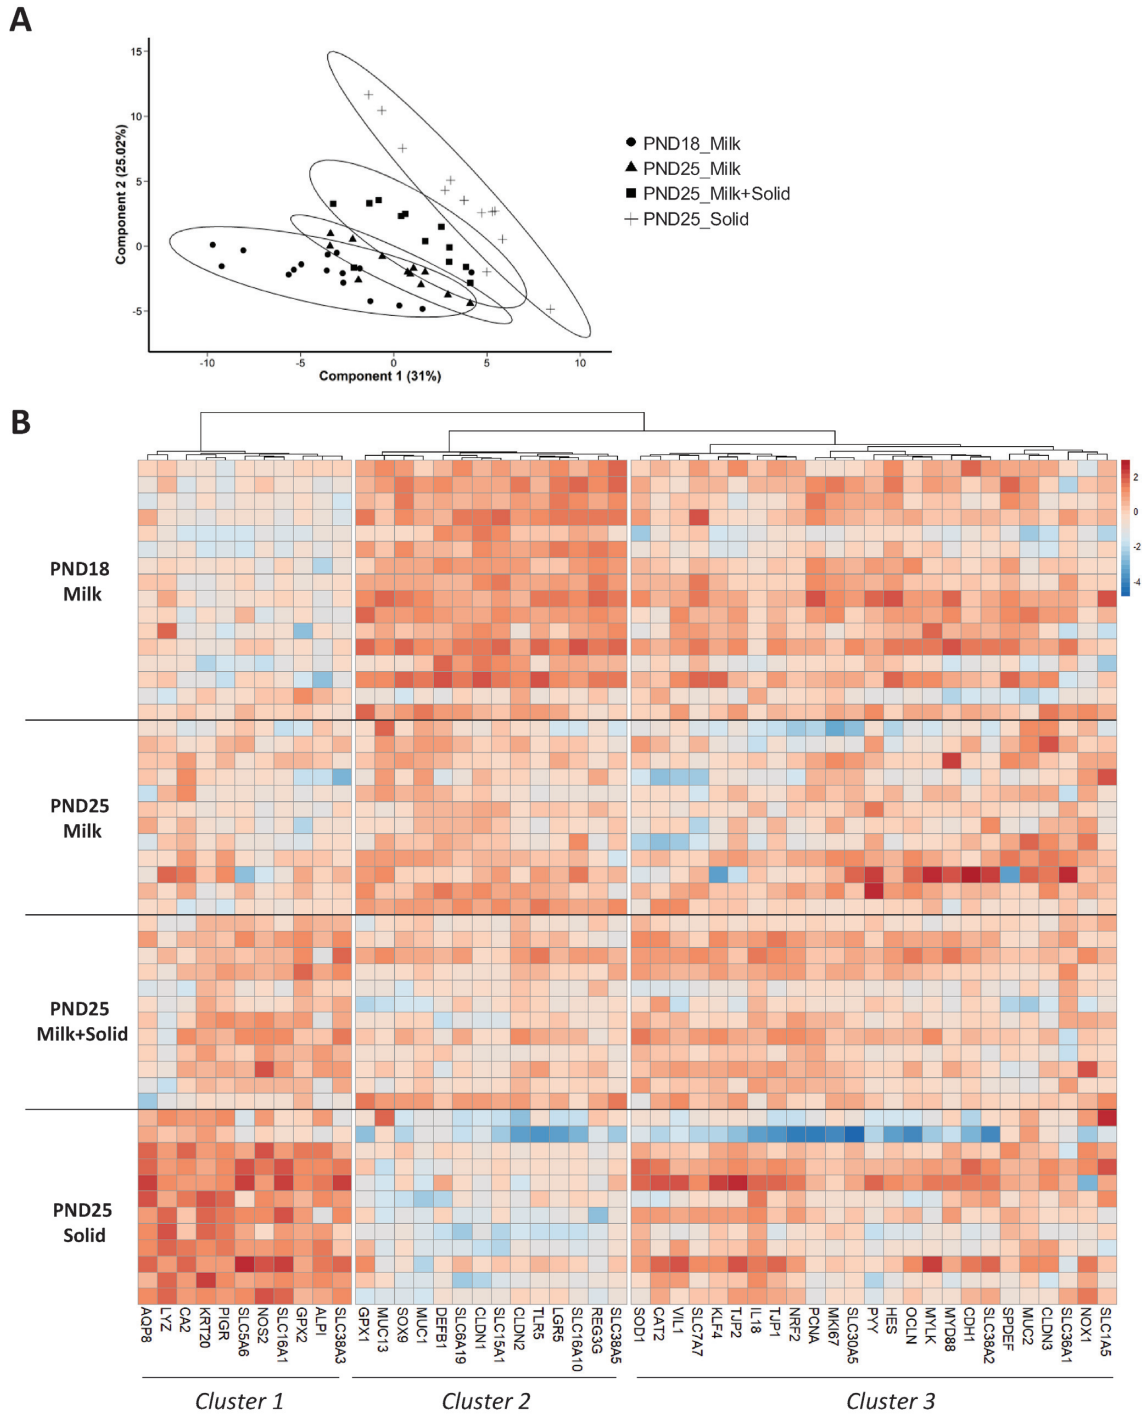 A
15
10
5
0
-5
-10
-5
0
5
10
Component 2 (25.02%)
Component 1 (31%)
PND18_Milk
PND25_Milk
PND25_Milk+Solid
PND25_Solid
B
2
0
-2
-4
PND18
Milk
PND25
Milk
PND25
Milk+Solid
PND25
Solid
AQP8
LYZ
CA2
KRT20
PIGR
SLC5A6
NOS2
SLC16A1
GPX2
ALPI
SLC38A3
GPX1
MUC13
SOX9
MUC1
DEFB1
SLC6A19
CLDN1
SLC15A1
CLDN2
TLR5
LGR5
SLC16A10
REG3G
SLC38A5
SOD1
CAT2
VIL1
SLC7A7
KLF4
TJP2
IL18
TJP1
NRF2
PCNA
MKI67
SLC30A5
PYY
HES
OCLN
MYLK
MYD88
CDH1
SLC38A2
SPDEF
MUC2
CLDN3
SLC36A1
NOX1
SLC1A5
Cluster 1
Cluster 2
Cluster 3